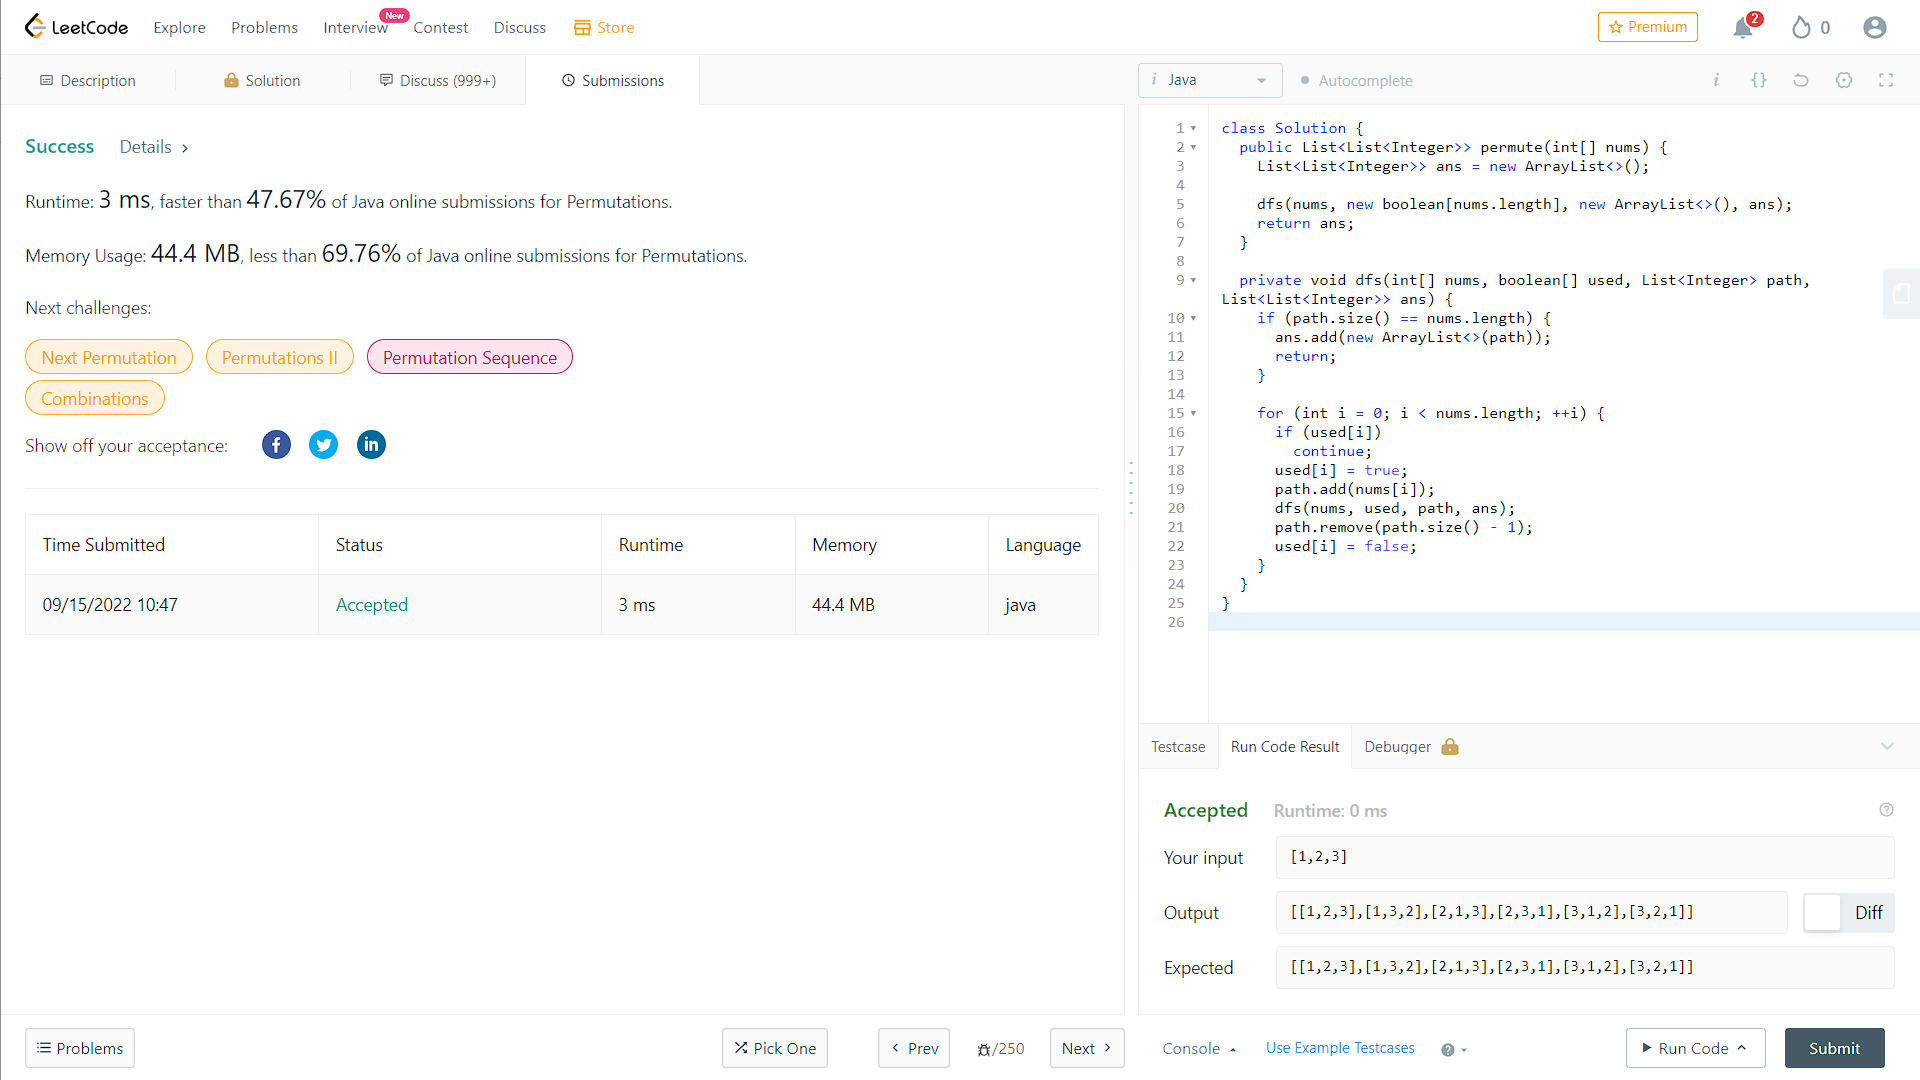 LeetCode
Explore
Problems
Interview
New
Contest
Discuss
Store
Premium
2
0
Description
Solution
Discuss (999+)
Submissions
i Java
Autocomplete
i {}
Success
Details >
Runtime: 3 ms, faster than 47.67% of Java online submissions for Permutations.
Memory Usage: 44.4 MB, less than 69.76% of Java online submissions for Permutations.
Next challenges:
Next Permutation
Permutations II
Permutation Sequence
Combinations
Show off your acceptance:
Time Submitted Status Runtime Memory Language
09/15/2022 10:47 Accepted 3 ms 44.4 MB java
1 class Solution {
2 public List<List<Integer>> permute(int[] nums) {
3 List<List<Integer>> ans = new ArrayList<>();
4
5 dfs(nums, new boolean[nums.length], new ArrayList<>(), ans);
6 return ans;
7 }
8
9 private void dfs(int[] nums, boolean[] used, List<Integer> path,
List<List<Integer>> ans) {
10 if (path.size() == nums.length) {
11 ans.add(new ArrayList<>(path));
12 return;
13 }
14
15 for (int i = 0; i < nums.length; ++i) {
16 if (used[i])
17 continue;
18 used[i] = true;
19 path.add(nums[i]);
20 dfs(nums, used, path, ans);
21 path.remove(path.size() - 1);
22 used[i] = false;
23 }
24 }
25 }
26
Testcase
Run Code Result
Debugger
Accepted
Runtime: 0 ms
Your input
[1,2,3]
Output
[[1,2,3],[1,3,2],[2,1,3],[2,3,1],[3,1,2],[3,2,1]]
Diff
Expected
[[1,2,3],[1,3,2],[2,1,3],[2,3,1],[3,1,2],[3,2,1]]
Problems
Pick One
Prev
/250
Next
Console
Use Example Testcases
Run Code
Submit